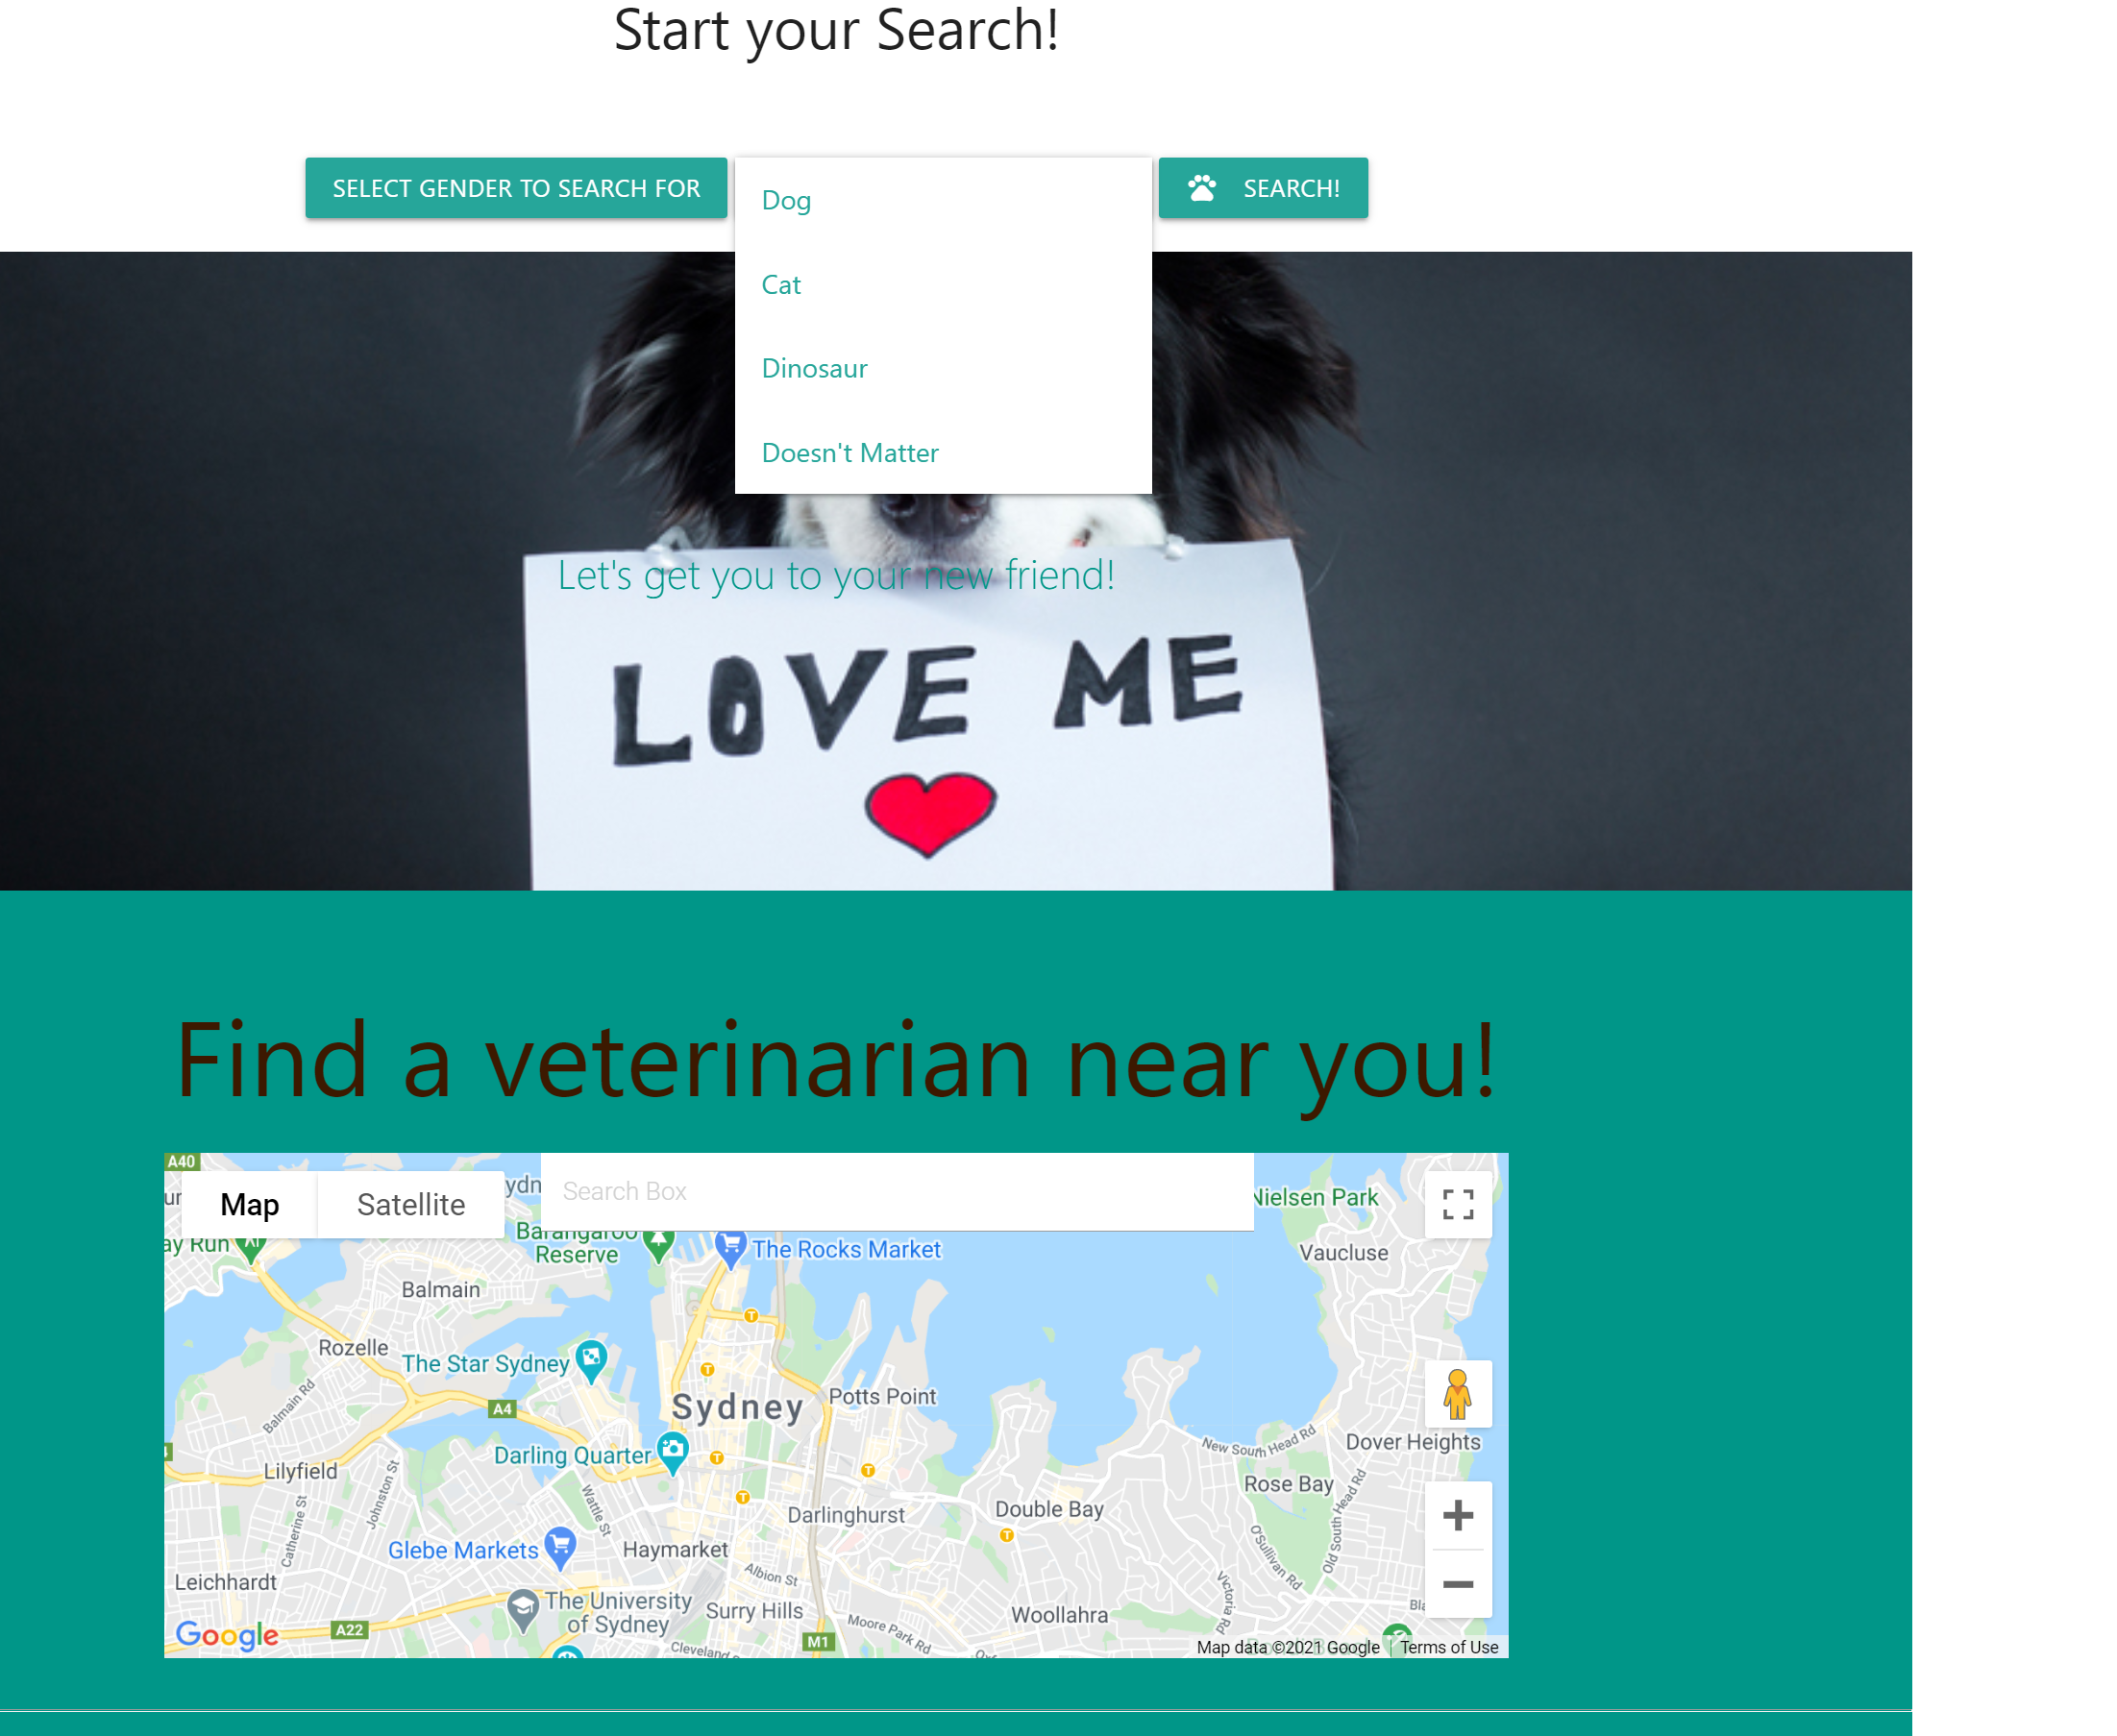 Start your Search!
SELECT GENDER TO SEARCH FOR
SEARCH!
Dog
Cat
Dinosaur
Doesn't Matter
Let's get you to your new friend!
LOVE ME
Find a veterinarian near you!
A40
Map
Satellite
Search Box
Nielsen Park
Barangaroo
Reserve
The Rocks Market
Vaucluse
Balmain
Rozelle
The Star Sydney
Balmain Rd
A4
Sydney
Potts Point
Darling Quarter
New South Head Rd
Dover Heights
Lilyfield
Johnston St
Wattle St
Rose Bay
Old South Head Rd
Catherine St
Darlinghurst
Double Bay
O'Sullivan Rd
Glebe Markets
Haymarket
Albion St
Leichhardt
The University
of Sydney
Surry Hills
Woollahra
Victoria Rd
Moore Park Rd
Google
A22
M1
Map data ©2021 Google
Terms of Use